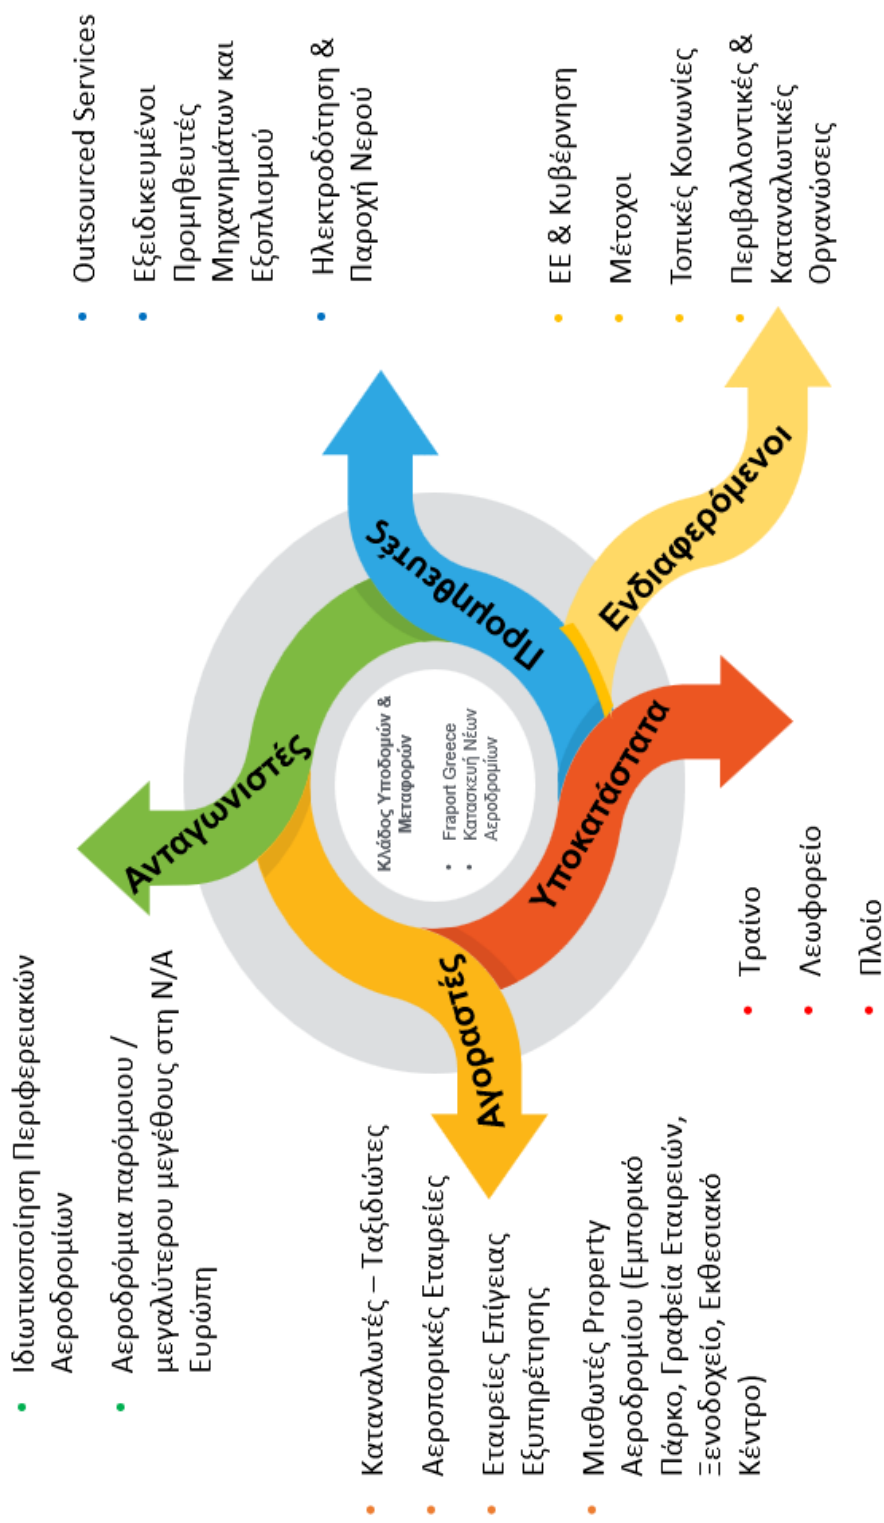 Ιδιωτικοποίηση Περιφερειακών
Αεροδρομίων
Αεροδρόμια παρόμοιου /
μεγαλύτερου μεγέθους στη Ν/Α
Ευρώπη
Outsourced Services
Εξειδικευμένοι
Προμηθευτές
Μηχανημάτων και
Εξοπλισμού
Ηλεκτροδότηση &
Παροχή Νερού
Ανταγωνιστές
Προμηθευτές
Κλάδος Υποδομών &
Μεταφορών
Fraport Greece
Κατασκευή Νέων
Αεροδρομίων
Αγοραστές
Υποκατάστατα
Ενδιαφερόμενοι
Καταναλωτές – Ταξιδιώτες
Αεροπορικές Εταιρείες
Εταιρείες Επίγειας
Εξυπηρέτησης
Μισθωτές Property
Αεροδρομίου (Εμπορικό
Πάρκο, Γραφεία Εταιρειών,
Ξενοδοχείο, Εκθεσιακό
Κέντρο)
Τραίνο
Λεωφορείο
Πλοίο
ΕΕ & Κυβέρνηση
Μέτοχοι
Τοπικές Κοινωνίες
Περιβαλλοντικές &
Καταναλωτικές
Οργανώσεις